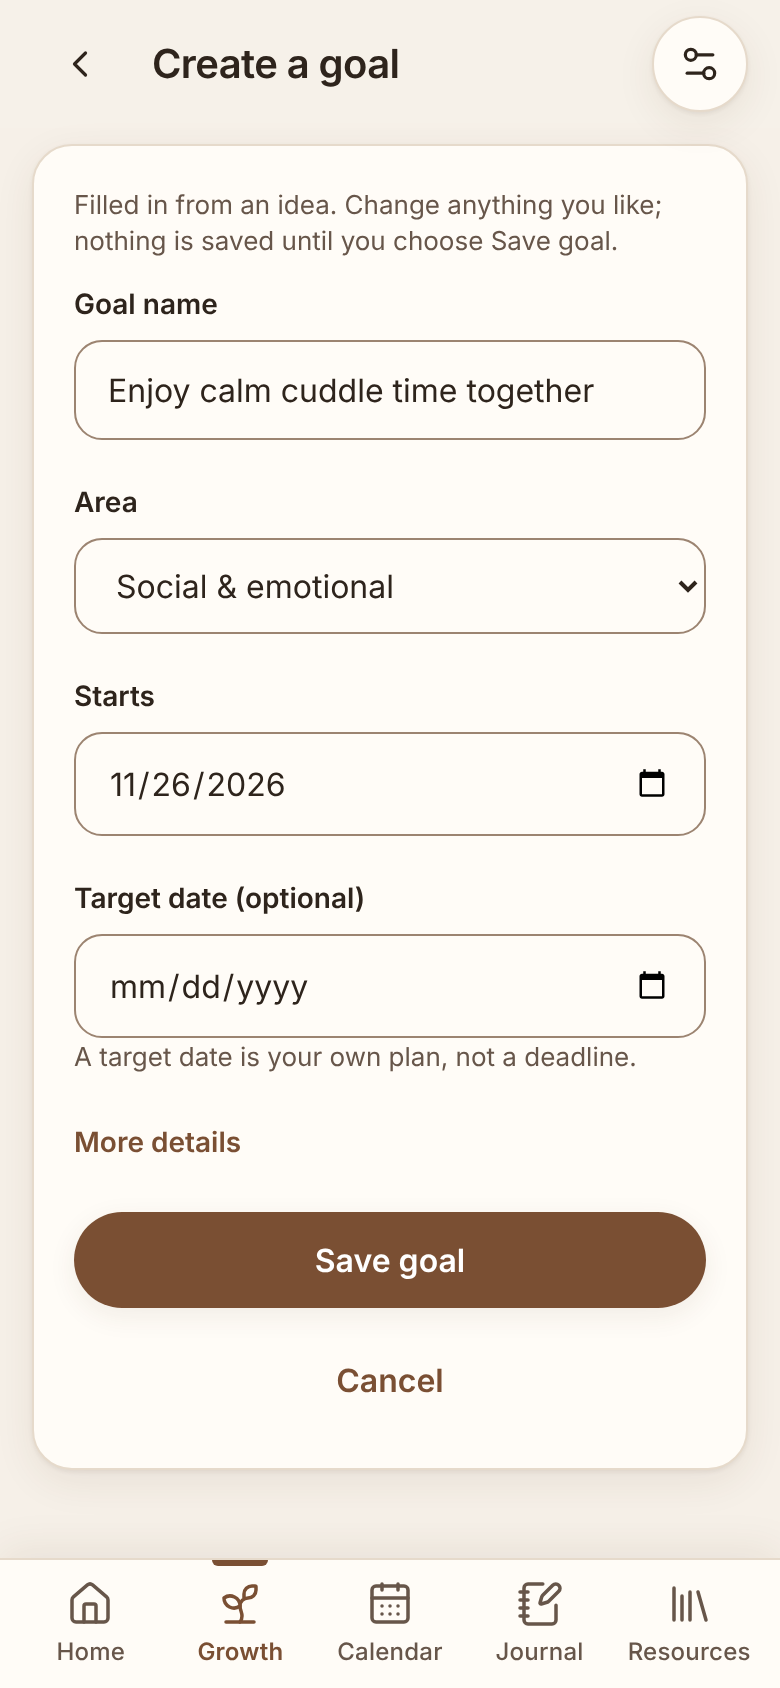 Create a goal
Filled in from an idea. Change anything you like;
nothing is saved until you choose Save goal.
Goal name
Enjoy calm cuddle time together
Area
Social & emotional
Starts
11/26/2026
Target date (optional)
mm/dd/yyyy
A target date is your own plan, not a deadline.
More details
Save goal
Cancel
Home
Growth
Calendar
Journal
Resources